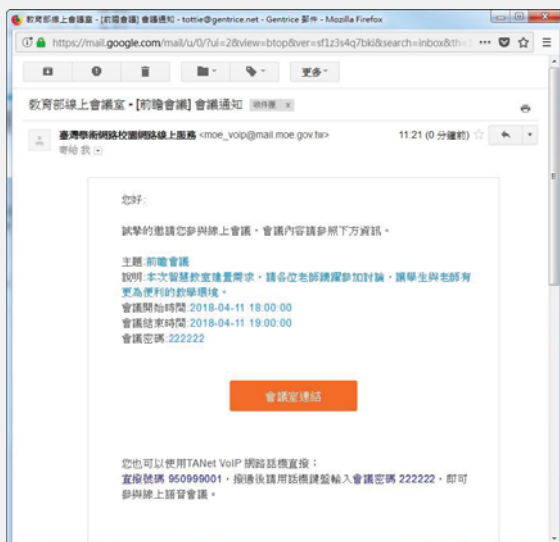 教育部線上會議室 - [前瞻會議] 會議通知 - tottie@gentrice.net - Gentrice 郵件 - Mozilla Firefox
https://mail.google.com/mail/u/0/?ui=2&view=btop&ver=sf1z3s4q7bki&search=inbox&th=
更多
教育部線上會議室 - [前瞻會議] 會議通知 收件匣 x
臺灣學術網路校園網路線上服務 <moe_voip@mail.moe.gov.tw> 11:21 (0 分鐘前)
寄給 我
您好:
誠摯的邀請您參與線上會議，會議內容請參照下方資訊。
主題:前瞻會議
說明:本次智慧教室建置需求，請各位老師踴躍參加討論，讓學生與老師有
更為便利的教學環境。
會議開始時間:2018-04-11 18:00:00
會議結束時間:2018-04-11 19:00:00
會議密碼:222222
會議室連結
您也可以使用TANet VoIP 網路話機直撥：
直撥號碼 950999001，撥通後請用話機鍵盤輸入會議密碼 222222，即可
參與線上語音會議。